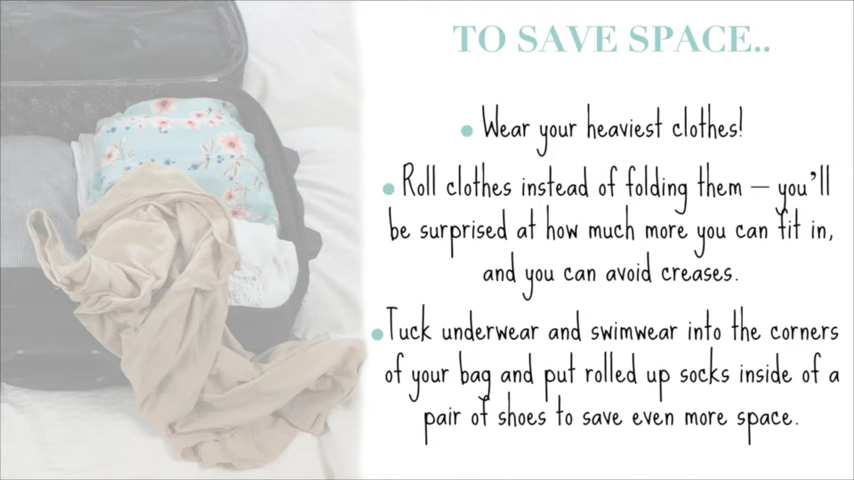 TO SAVE SPACE..
• Wear your heaviest clothes!
• Roll clothes instead of folding them – you'll
be surprised at how much more you can fit in,
and you can avoid creases.
• Tuck underwear and swimwear into the corners
of your bag and put rolled up socks inside of a
pair of shoes to save even more space.